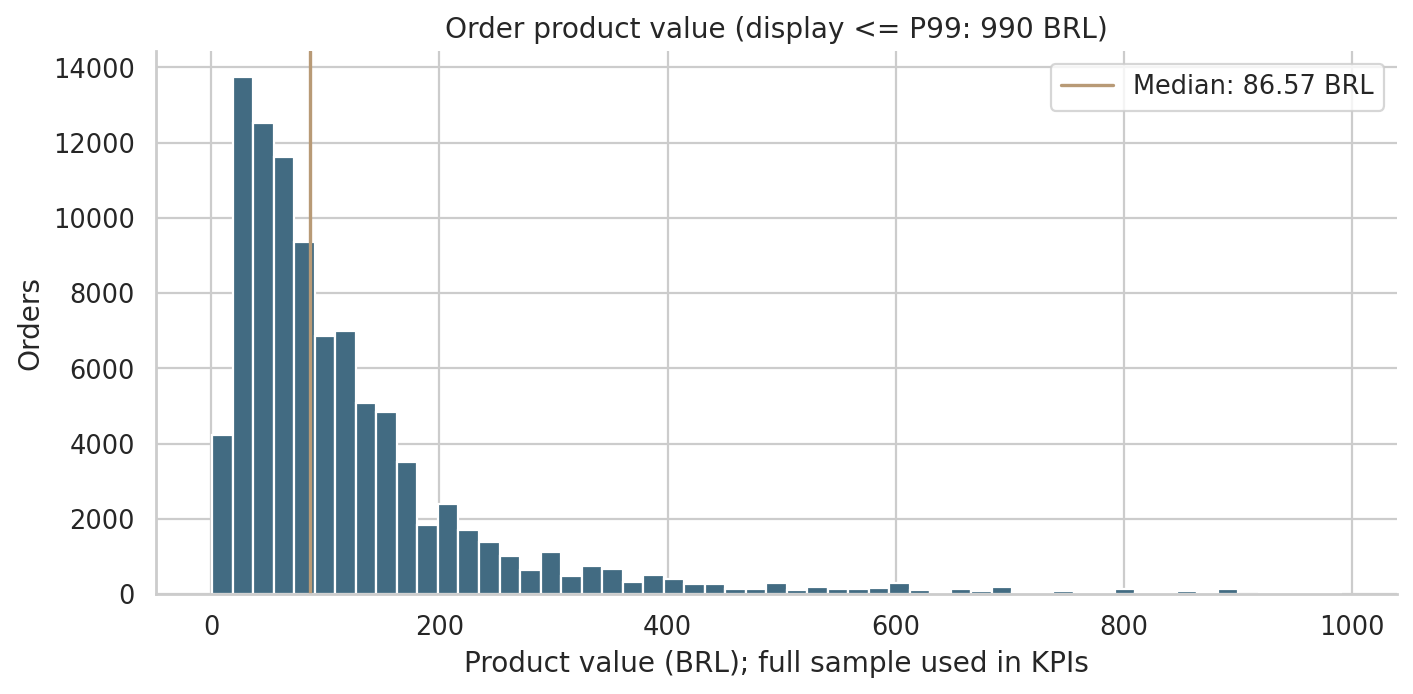 Order product value (display <= P99: 990 BRL)
Median: 86.57 BRL
Orders
14000
12000
10000
8000
6000
4000
2000
0
0 200 400 600 800 1000
Product value (BRL); full sample used in KPIs